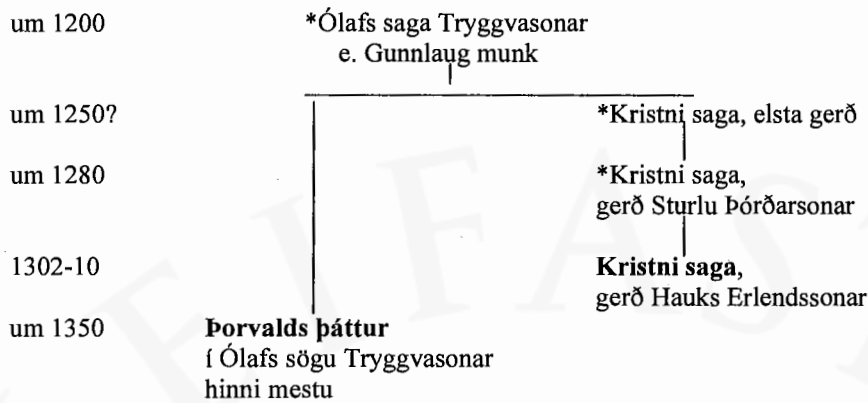 um 1200 *Ólafs saga Tryggvasonar
e. Gunnlaug munk
um 1250? *Kristni saga, elsta gerð
um 1280 *Kristni saga,
gerð Sturlu Þórðarsonar
1302-10 Kristni saga,
gerð Hauks Erlendssonar
um 1350 Þorvalds þáttur
í Ólafs sögu Tryggvasonar
hinni mestu